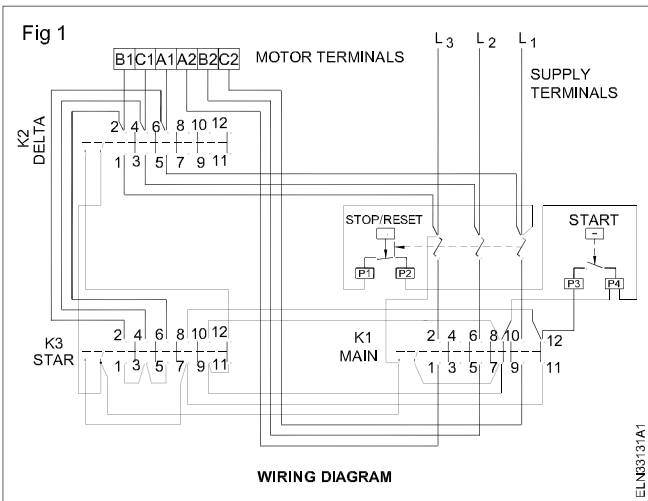 Fig 1
B1 C1 A1 A2 B2 C2 MOTOR TERMINALS
L3 L2 L1
SUPPLY
TERMINALS
K2
DELTA
2 4 6 8 10 12
1 3 5 7 9 11
STOP/RESET
P1 P2
START
P3 P4
K3
STAR
2 4 6 8 10 12
1 3 5 7 9 11
K1
MAIN
2 4 6 8 10 12
1 3 5 7 9 11
WIRING DIAGRAM
ELN33131A1